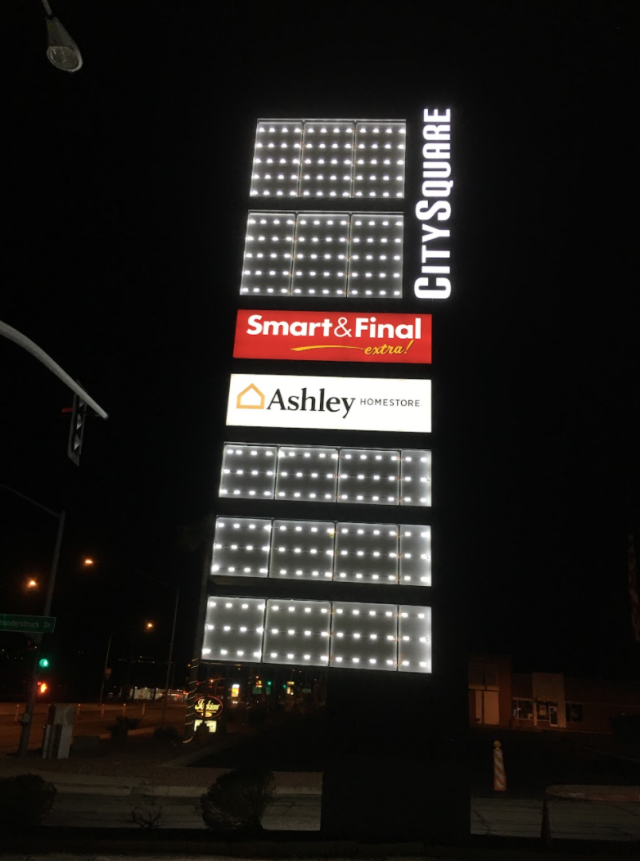 CITYSQUARE
Smart&Final
extra!
Ashley HOMESTORE